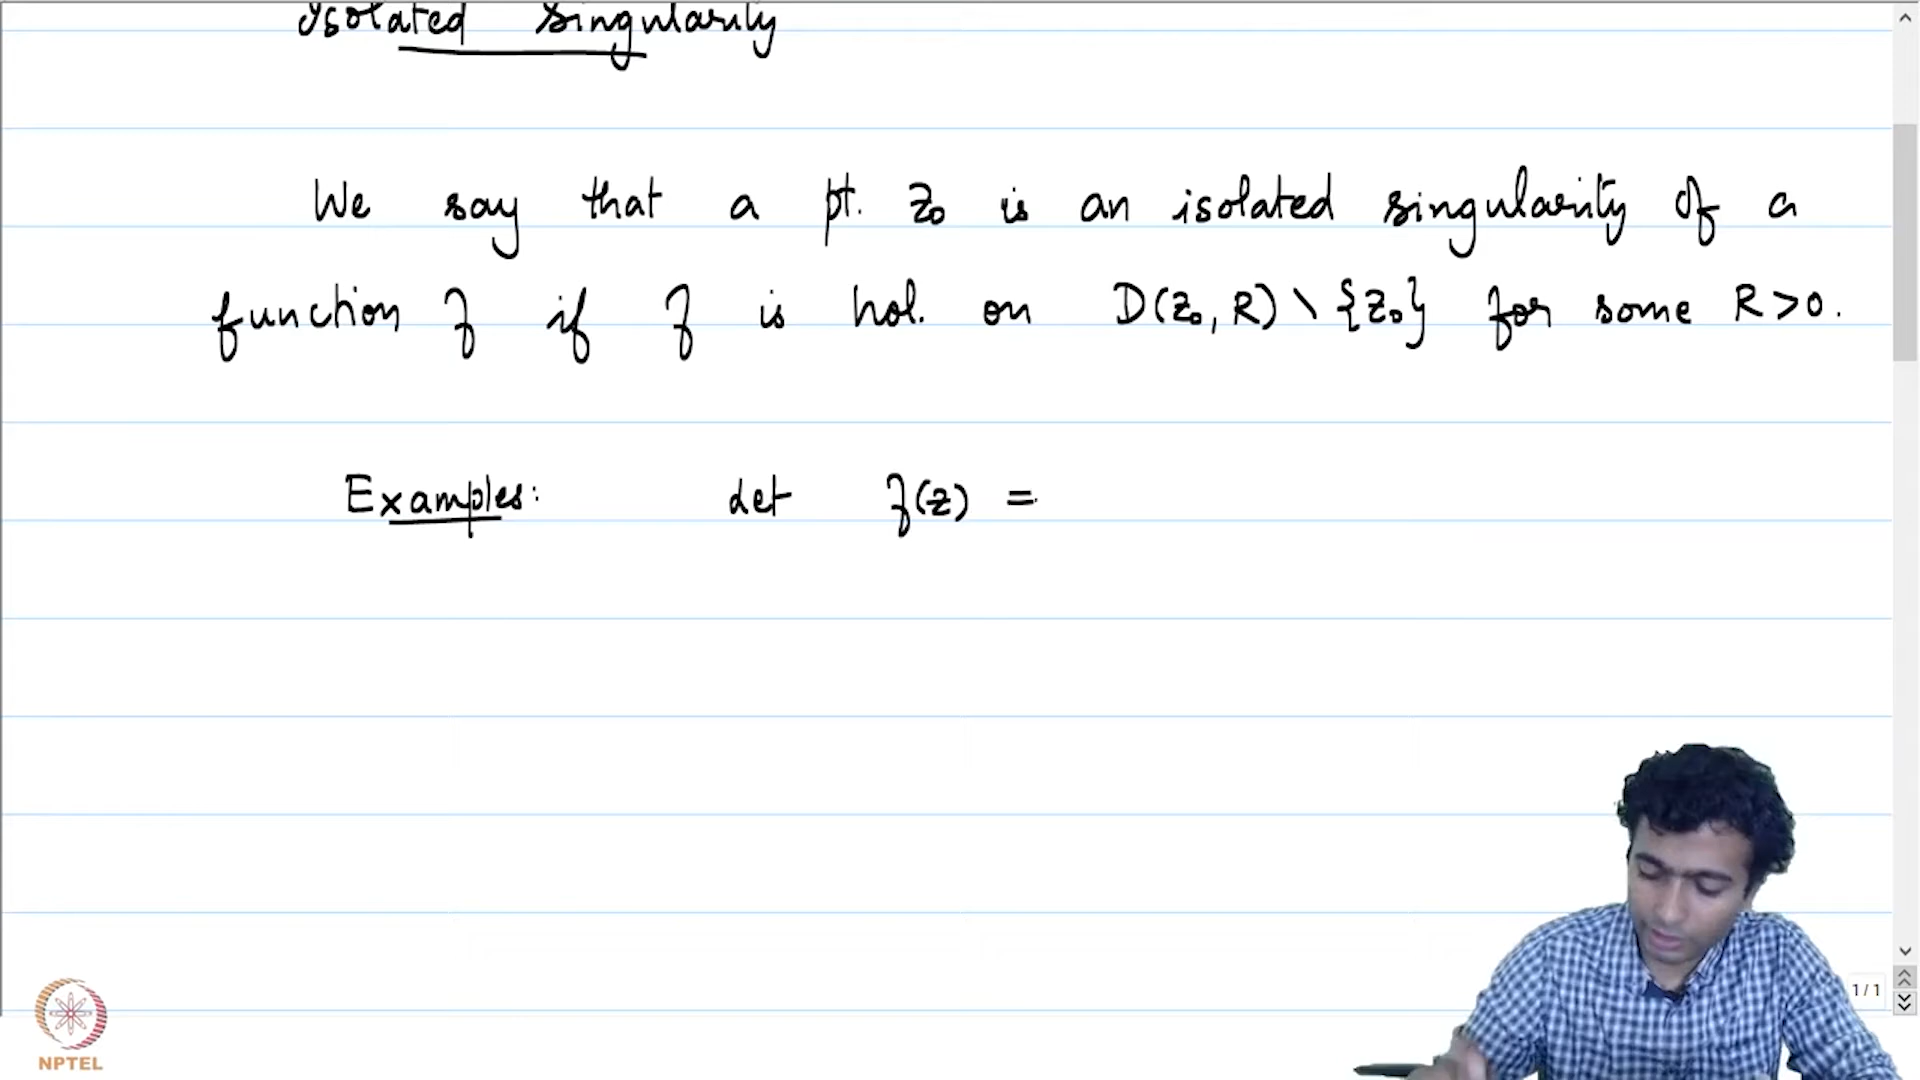 Isolated Singularity
We say that a pt. z₀ is an isolated singularity of a
function f if f is hol. on D(z₀, R) \ {z₀} for some R > 0.
Examples: Let f(z) =
1 / 1
NPTEL